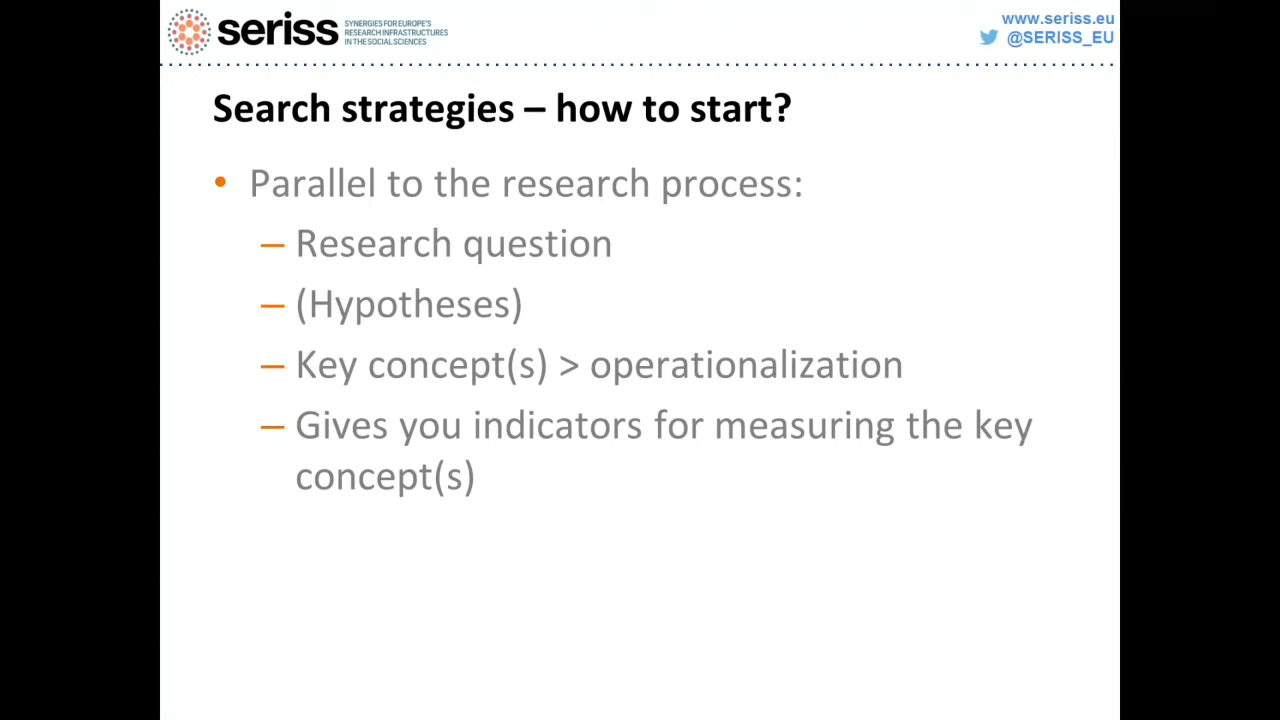 seriss
SYNERGIES FOR EUROPE'S
RESEARCH INFRASTRUCTURES
IN THE SOCIAL SCIENCES
www.seriss.eu
@SERISS_EU
Search strategies – how to start?
• Parallel to the research process:
– Research question
– (Hypotheses)
– Key concept(s) > operationalization
– Gives you indicators for measuring the key
concept(s)